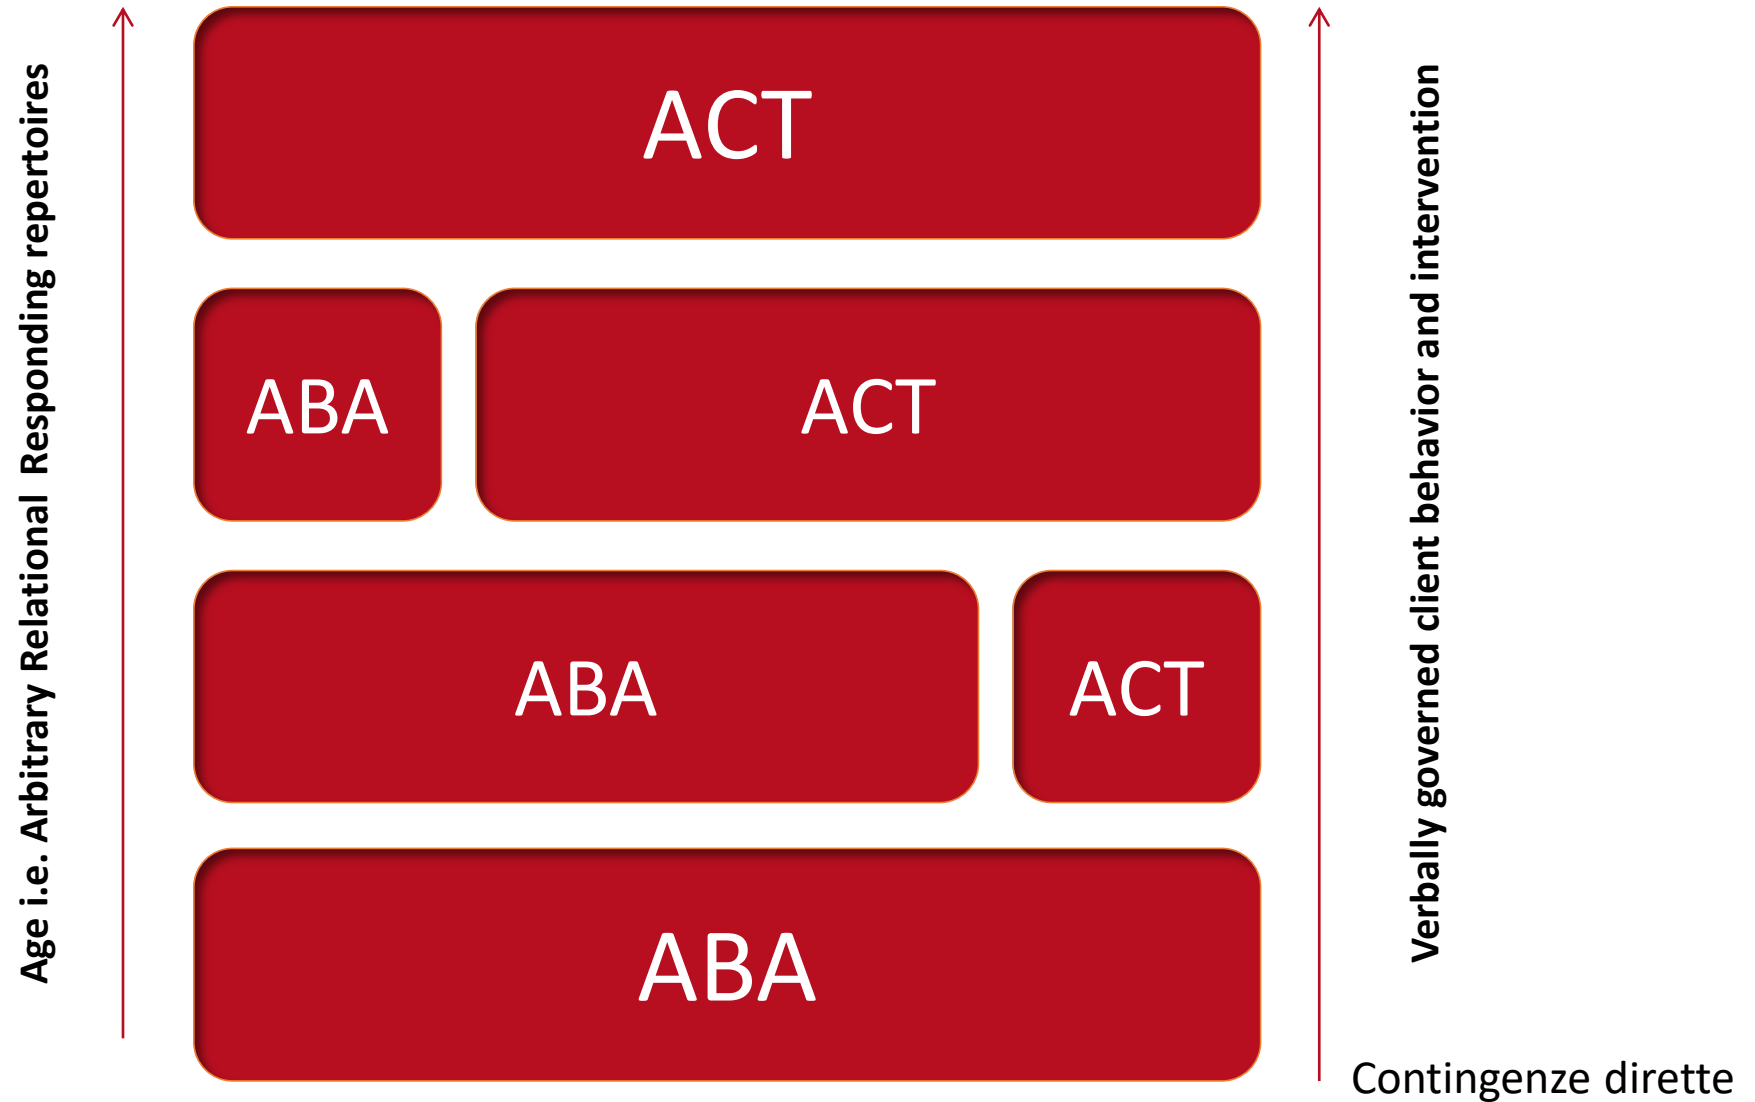 Age i.e. Arbitrary Relational Responding repertoires
ACT
ABA
ACT
ABA
ACT
ABA
Verbally governed client behavior and intervention
Contingenze dirette